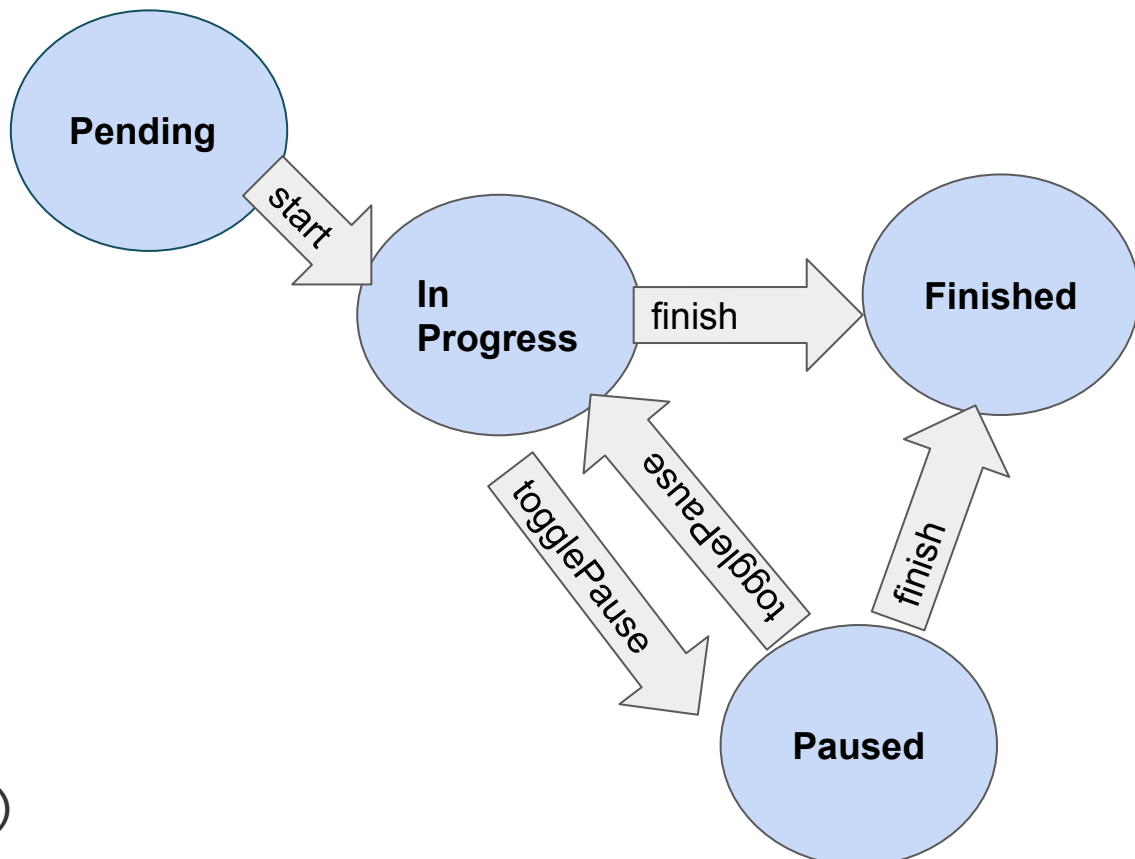 Pending
start
In
Progress
finish
Finished
togglePause
togglePause
finish
Paused
)